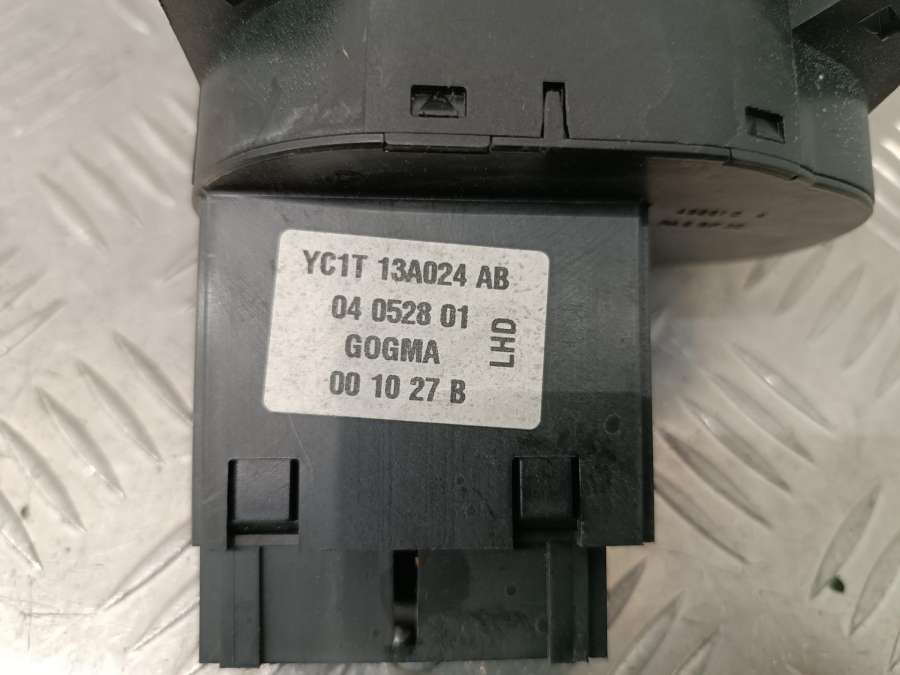 YC1T 13A024 AB
04 0528 01
GOGMA
00 10 27 B
LHD